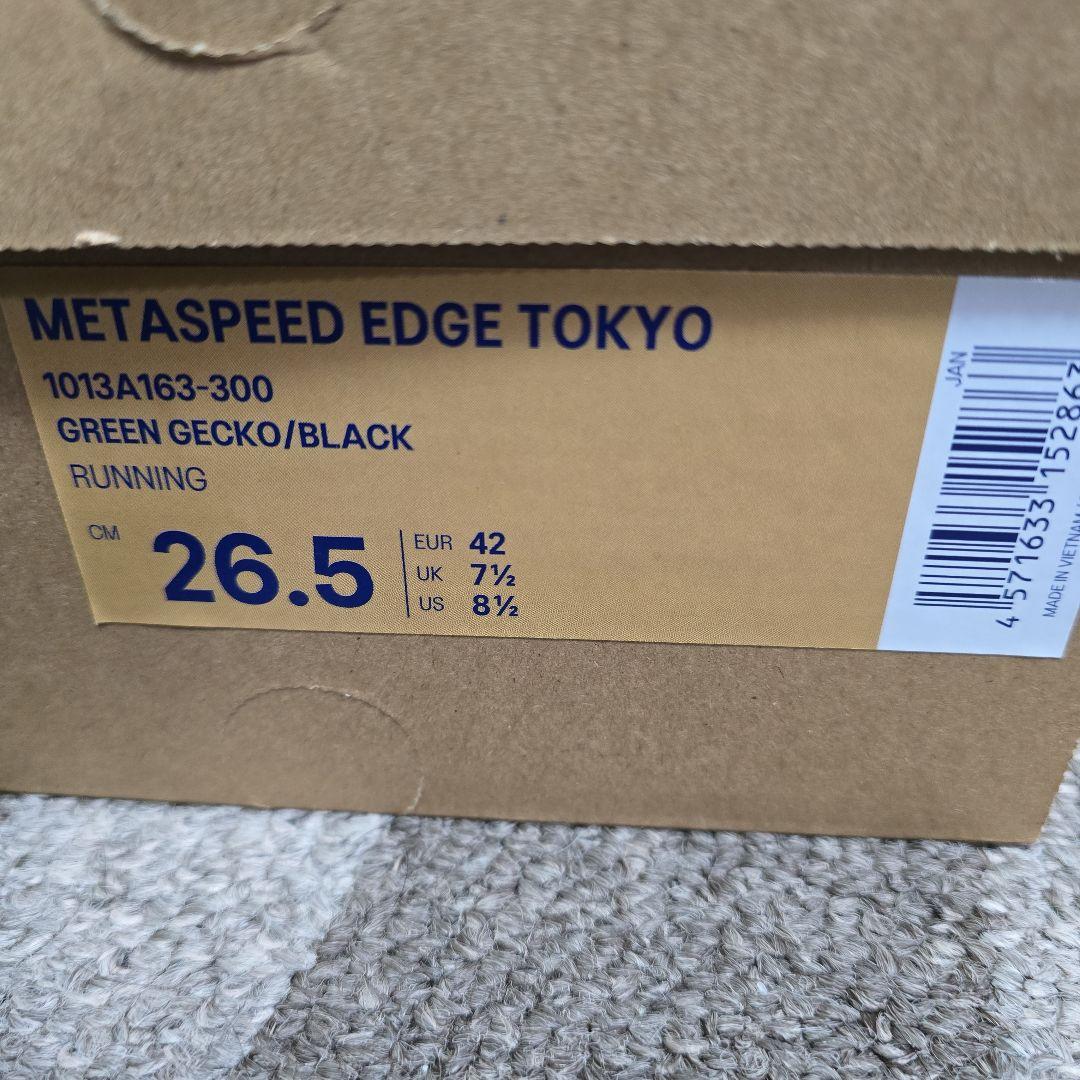 METASPEED EDGE TOKYO
1013A163-300
GREEN GECKO/BLACK
RUNNING
CM 26.5
EUR 42
UK 7½
US 8½
JAN
4 571633 152863
MADE IN VIETNAM